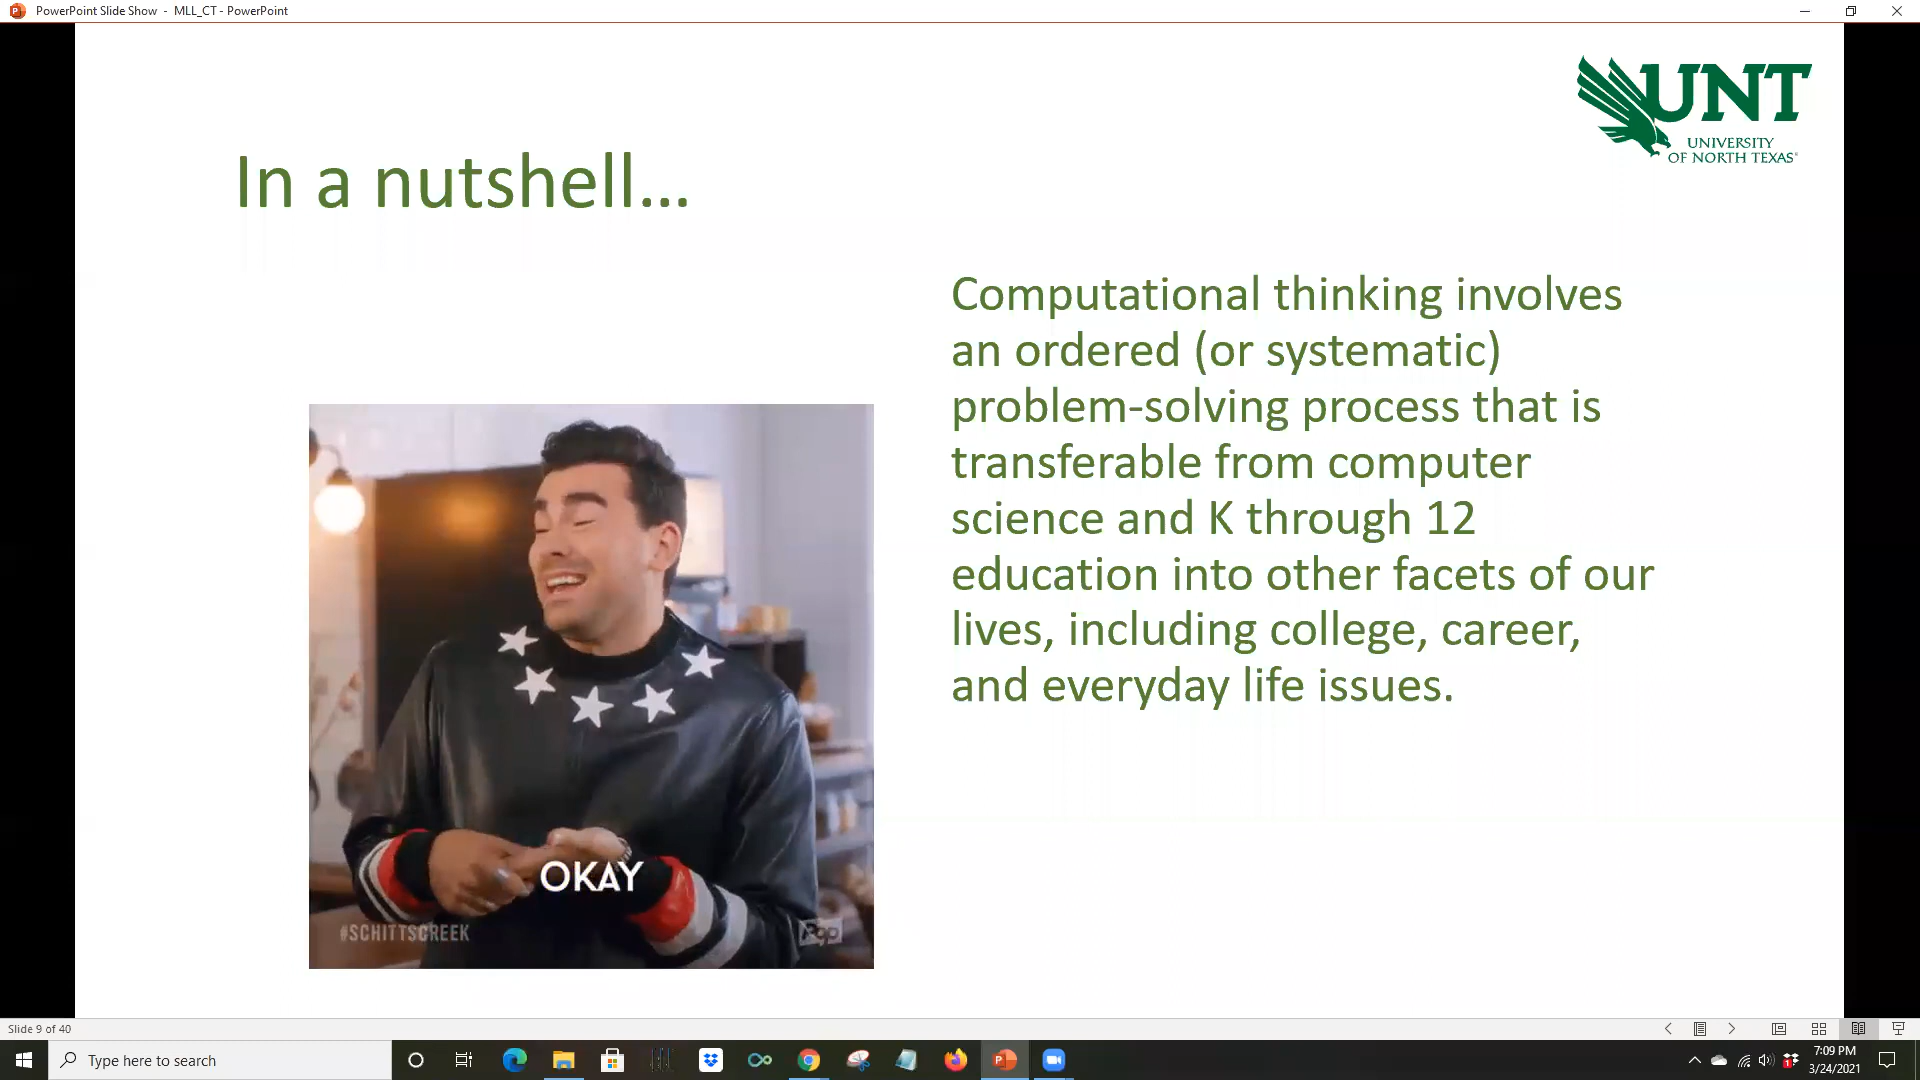 PowerPoint Slide Show - MLL_CT - PowerPoint
UNT
UNIVERSITY
OF NORTH TEXAS®
In a nutshell...
Computational thinking involves
an ordered (or systematic)
problem-solving process that is
transferable from computer
science and K through 12
education into other facets of our
lives, including college, career,
and everyday life issues.
OKAY
#SCHITTSCREEK
Pop
Slide 9 of 40
Type here to search
7:09 PM
3/24/2021